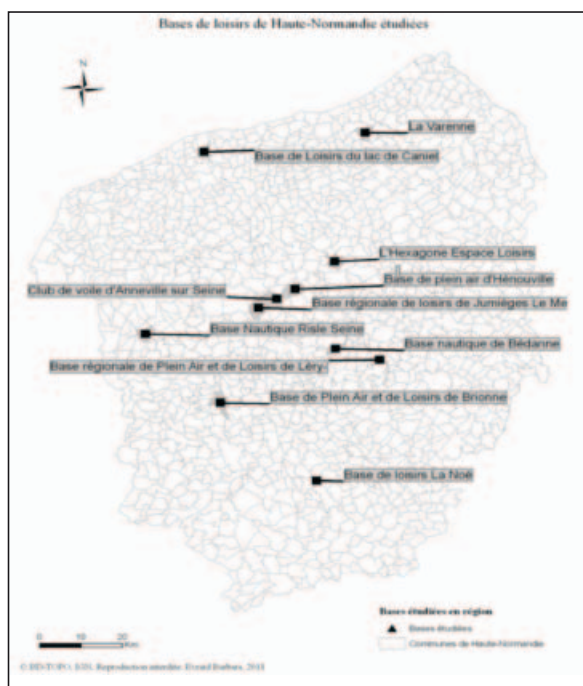 Bases de loisirs de Haute-Normandie étudiées
N
La Varenne
Base de Loisirs du lac de Caniel
L'Hexagone Espace Loisirs
Base de plein air d'Hénouville
Club de voile d'Anneville sur Seine
Base régionale de loisirs de Jumièges Le Me
Base Nautique Risle Seine
Base nautique de Bédanne
Base régionale de Plein Air et de Loisirs de Léry-
Base de Plein Air et de Loisirs de Brionne
Base de loisirs La Noë
Bases étudiées en région
Bases étudiées
Communes de Haute-Normandie
0 10 20
Km
© BD TOPO, IGN, Reproduction interdite, 2011